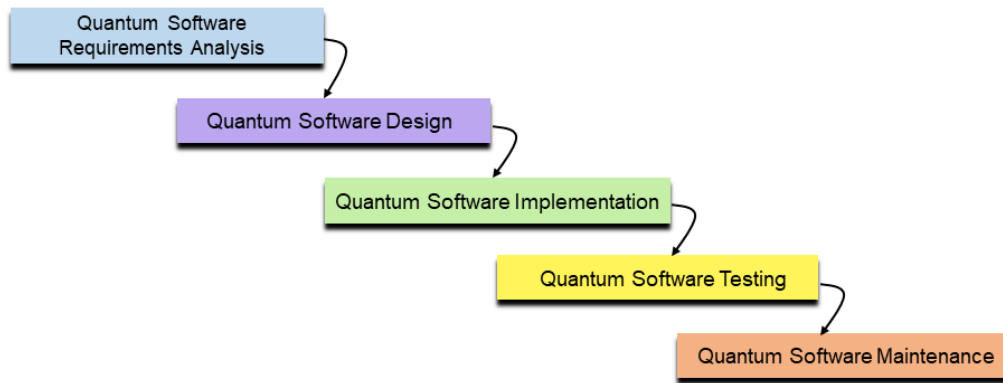 Quantum Software
Requirements Analysis
Quantum Software Design
Quantum Software Implementation
Quantum Software Testing
Quantum Software Maintenance